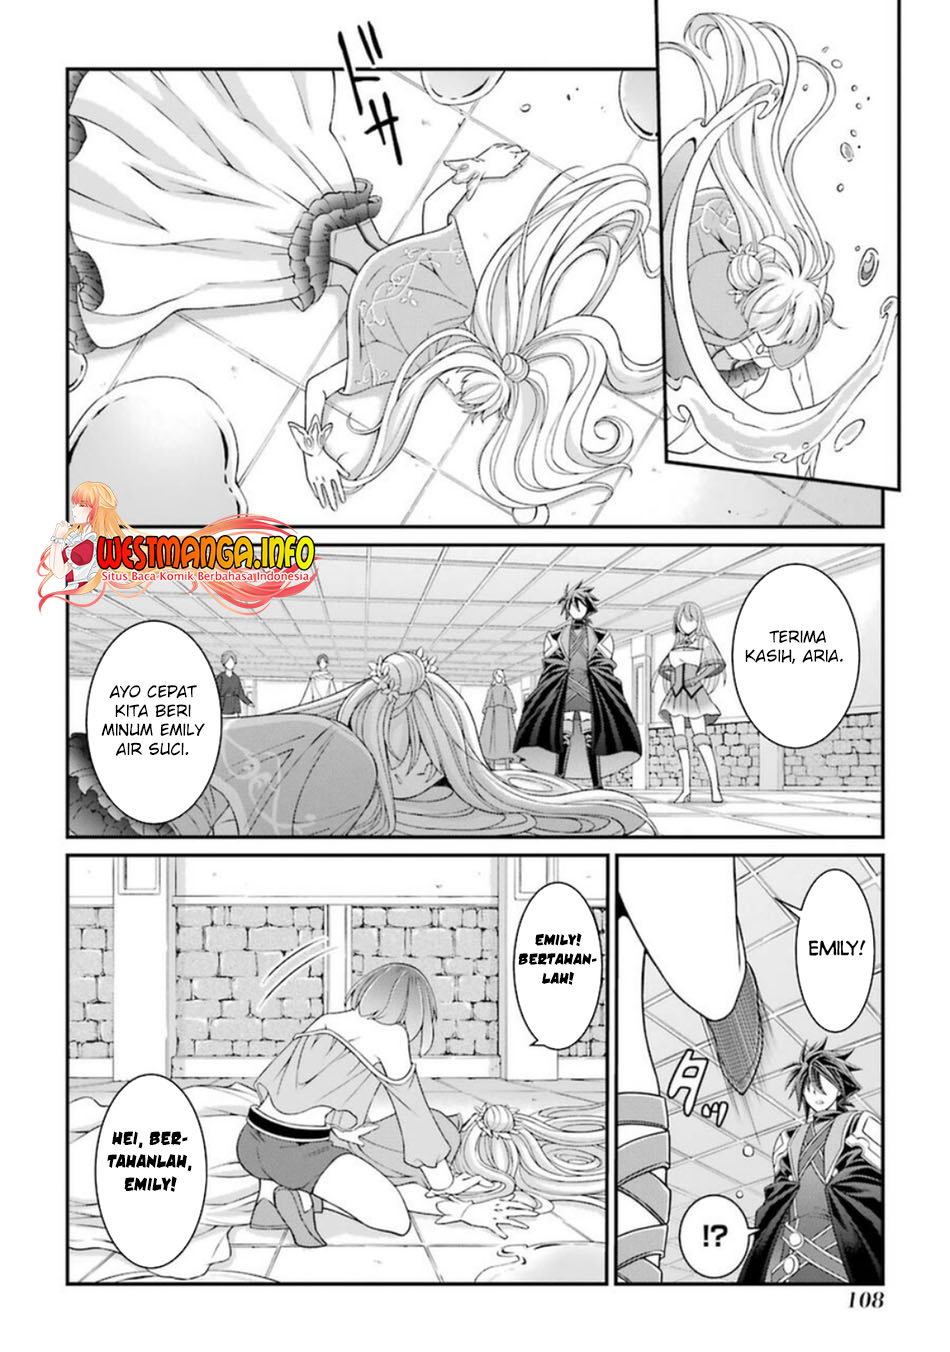 ドドサ
WESTMANGA.INFO
Situs Baca Komik Berbahasa Indonesia
TERIMA
KASIH, ARIA.
AYO CEPAT
KITA BERI
MINUM EMILY
AIR SUCI.
EMILY!
タッ
!?
EMILY!
BERTAHAN-
LAH!
HEI, BER-
TAHANLAH,
EMILY!
108